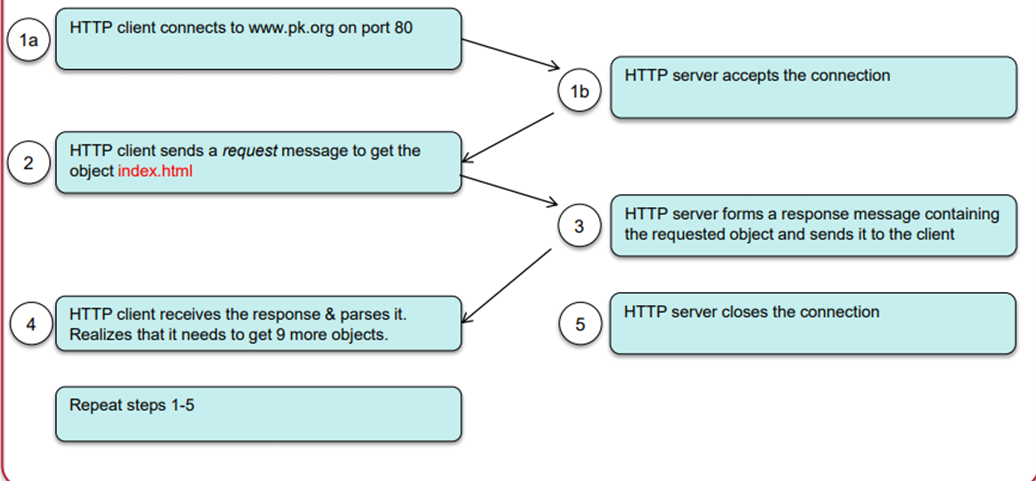 1a
HTTP client connects to www.pk.org on port 80
1b
HTTP server accepts the connection
2
HTTP client sends a request message to get the
object index.html
3
HTTP server forms a response message containing
the requested object and sends it to the client
4
HTTP client receives the response & parses it.
Realizes that it needs to get 9 more objects.
5
HTTP server closes the connection
Repeat steps 1-5